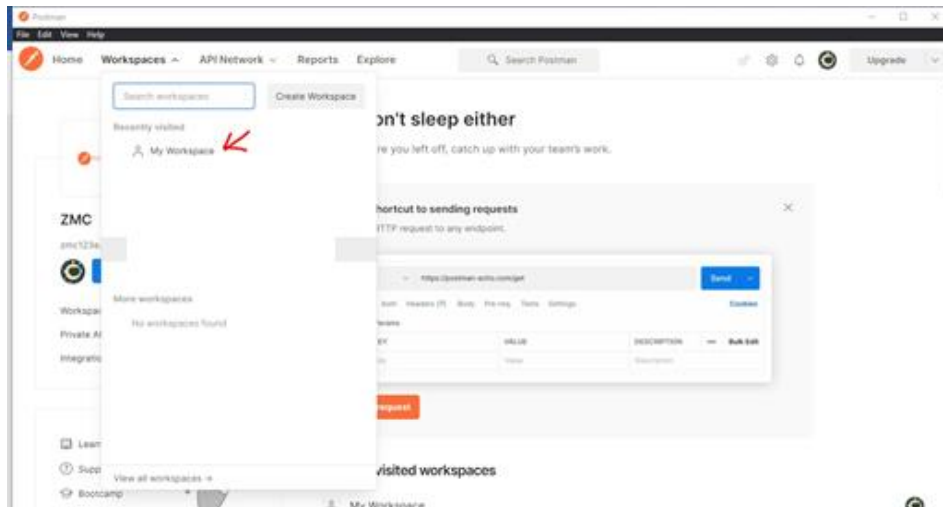 Postman
File Edit View Help
Home Workspaces API Network Reports Explore Search Postman Upgrade
Search workspaces Create Workspace
Recently visited
My Workspace
More workspaces
No workspaces found
View all workspaces →
on't sleep either
re you left off, catch up with your team's work.
ZMC
zmc123
Workspa
Private A
Integratio
hortcut to sending requests
HTTP request to any endpoint.
https://postman-echo.com/get Send
Headers (7) Body Pre-req. Tests Settings Cookies
VALUE DESCRIPTION Bulk Edit
Value Description
request
Lear
Supp
Bootcamp
visited workspaces
My Workspace